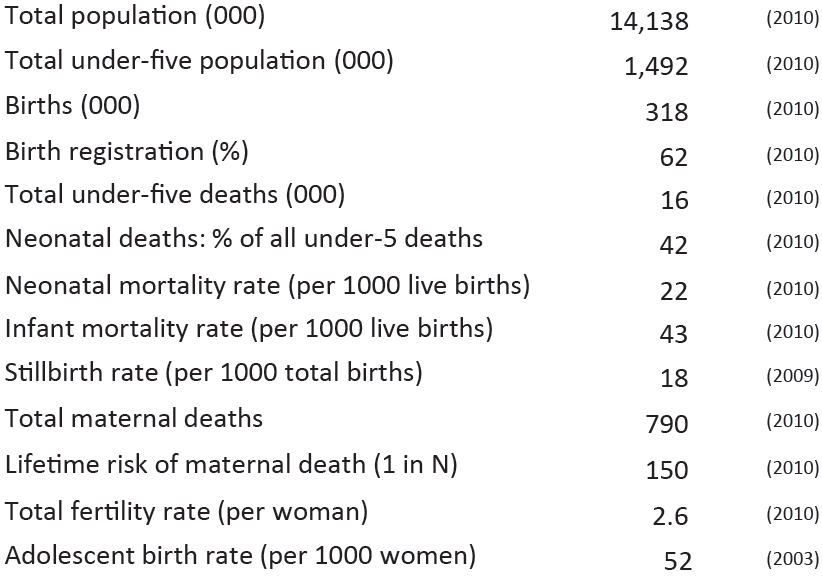 Total population (000) 14,138 (2010)
Total under-five population (000) 1,492 (2010)
Births (000) 318 (2010)
Birth registration (%) 62 (2010)
Total under-five deaths (000) 16 (2010)
Neonatal deaths: % of all under-5 deaths 42 (2010)
Neonatal mortality rate (per 1000 live births) 22 (2010)
Infant mortality rate (per 1000 live births) 43 (2010)
Stillbirth rate (per 1000 total births) 18 (2009)
Total maternal deaths 790 (2010)
Lifetime risk of maternal death (1 in N) 150 (2010)
Total fertility rate (per woman) 2.6 (2010)
Adolescent birth rate (per 1000 women) 52 (2003)